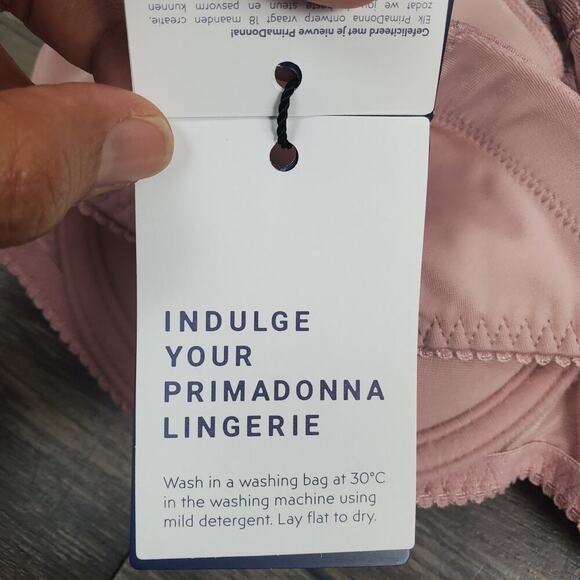 Gefeliciteerd met je nieuwe PrimaDonna!
Elk PrimaDonna ontwerp vraagt 18 maanden creatie,
zodat we jou steun en pasvorm kunnen
INDULGE
YOUR
PRIMADONNA
LINGERIE
Wash in a washing bag at 30°C
in the washing machine using
mild detergent. Lay flat to dry.